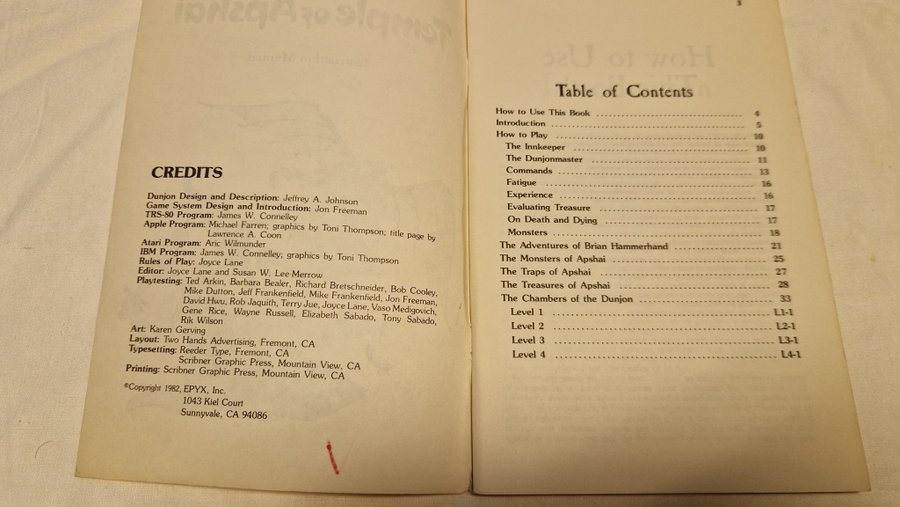 CREDITS
Dunjon Design and Description: Jeffrey A. Johnson
Game System Design and Introduction: Jon Freeman
TRS-80 Program: James W. Connelley
Apple Program: Michael Farren; graphics by Toni Thompson; title page by
Lawrence A. Coon
Atari Program: Aric Wilmunder
IBM Program: James W. Connelley; graphics by Toni Thompson
Rules of Play: Joyce Lane
Editor: Joyce Lane and Susan W. Lee-Merrow
Playtesting: Ted Arkin, Barbara Bealer, Richard Bretschneider, Bob Cooley,
Mike Dutton, Jeff Frankenfield, Mike Frankenfield, Jon Freeman,
David Hwu, Rob Jaquith, Terry Jue, Joyce Lane, Vaso Medigovich,
Gene Rice, Wayne Russell, Elizabeth Sabado, Tony Sabado,
Rik Wilson
Art: Karen Gerving
Layout: Two Hands Advertising, Fremont, CA
Typesetting: Reeder Type, Fremont, CA
Scribner Graphic Press, Mountain View, CA
Printing: Scribner Graphic Press, Mountain View, CA
©Copyright 1982, EPYX, Inc.
1043 Kiel Court
Sunnyvale, CA 94086
3
Table of Contents
How to Use This Book 4
Introduction 5
How to Play 10
The Innkeeper 10
The Dunjonmaster 11
Commands 13
Fatigue 16
Experience 16
Evaluating Treasure 17
On Death and Dying 17
Monsters 18
The Adventures of Brian Hammerhand 21
The Monsters of Apshai 25
The Traps of Apshai 27
The Treasures of Apshai 28
The Chambers of the Dunjon 33
Level 1 L1-1
Level 2 L2-1
Level 3 L3-1
Level 4 L4-1